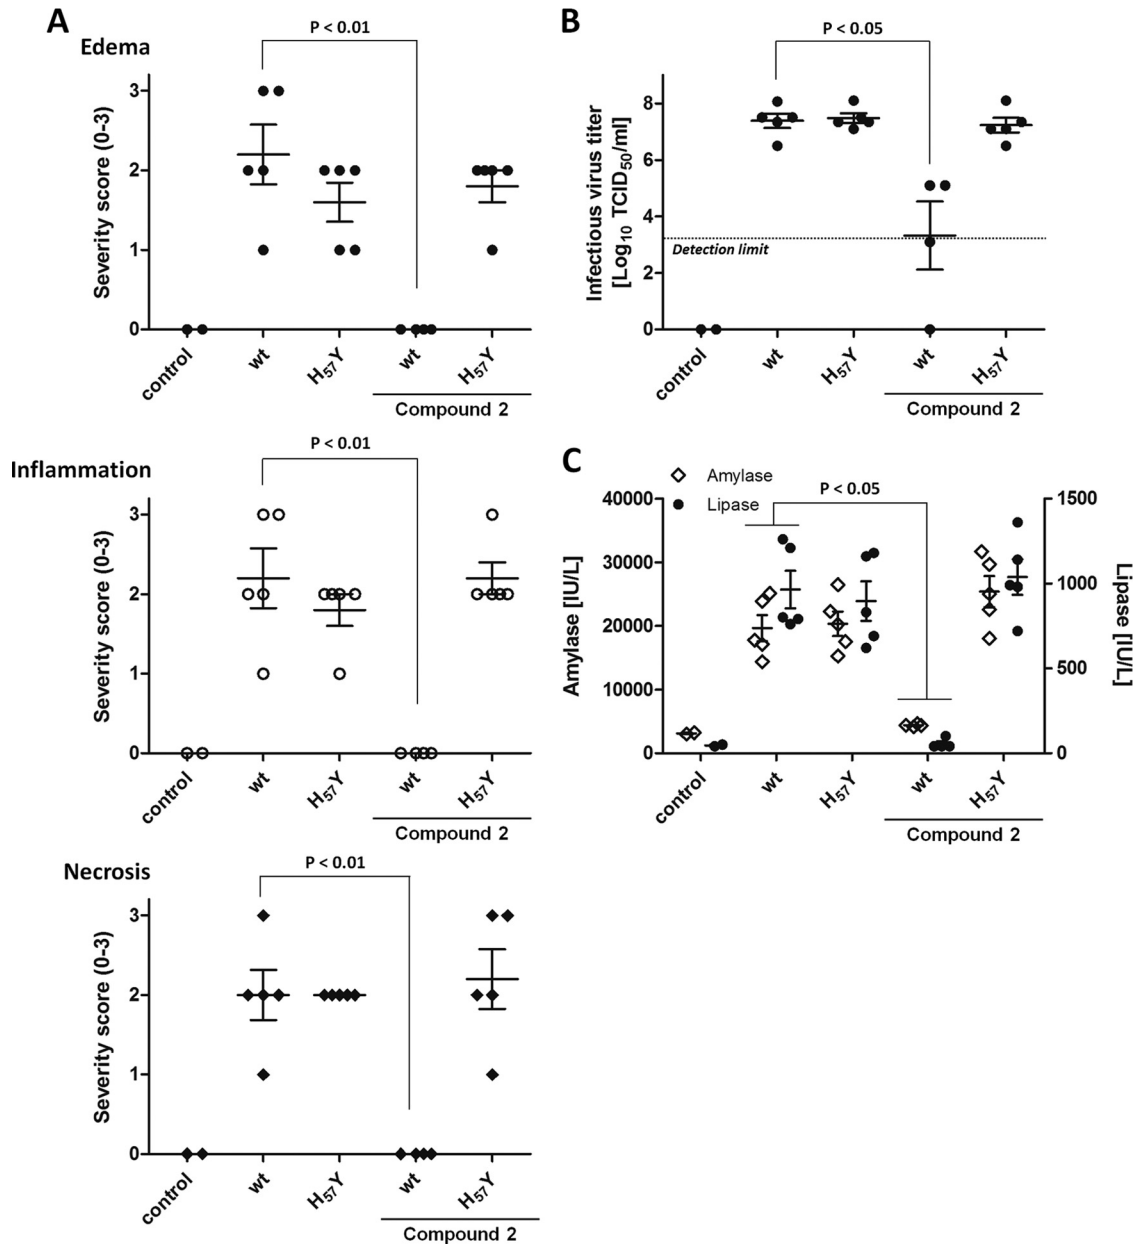 A
Edema
P < 0.01
Severity score (0-3)
3
2
1
0
control
wt
H57Y
wt
H57Y
Compound 2
Inflammation
P < 0.01
Severity score (0-3)
3
2
1
0
control
wt
H57Y
wt
H57Y
Compound 2
Necrosis
P < 0.01
Severity score (0-3)
3
2
1
0
control
wt
H57Y
wt
H57Y
Compound 2
B
P < 0.05
Infectious virus titer
[Log10 TCID50/ml]
8
6
4
2
0
Detection limit
control
wt
H57Y
wt
H57Y
Compound 2
C
Amylase
Lipase
P < 0.05
Amylase [IU/L]
40000
30000
20000
10000
0
Lipase [IU/L]
1500
1000
500
0
control
wt
H57Y
wt
H57Y
Compound 2